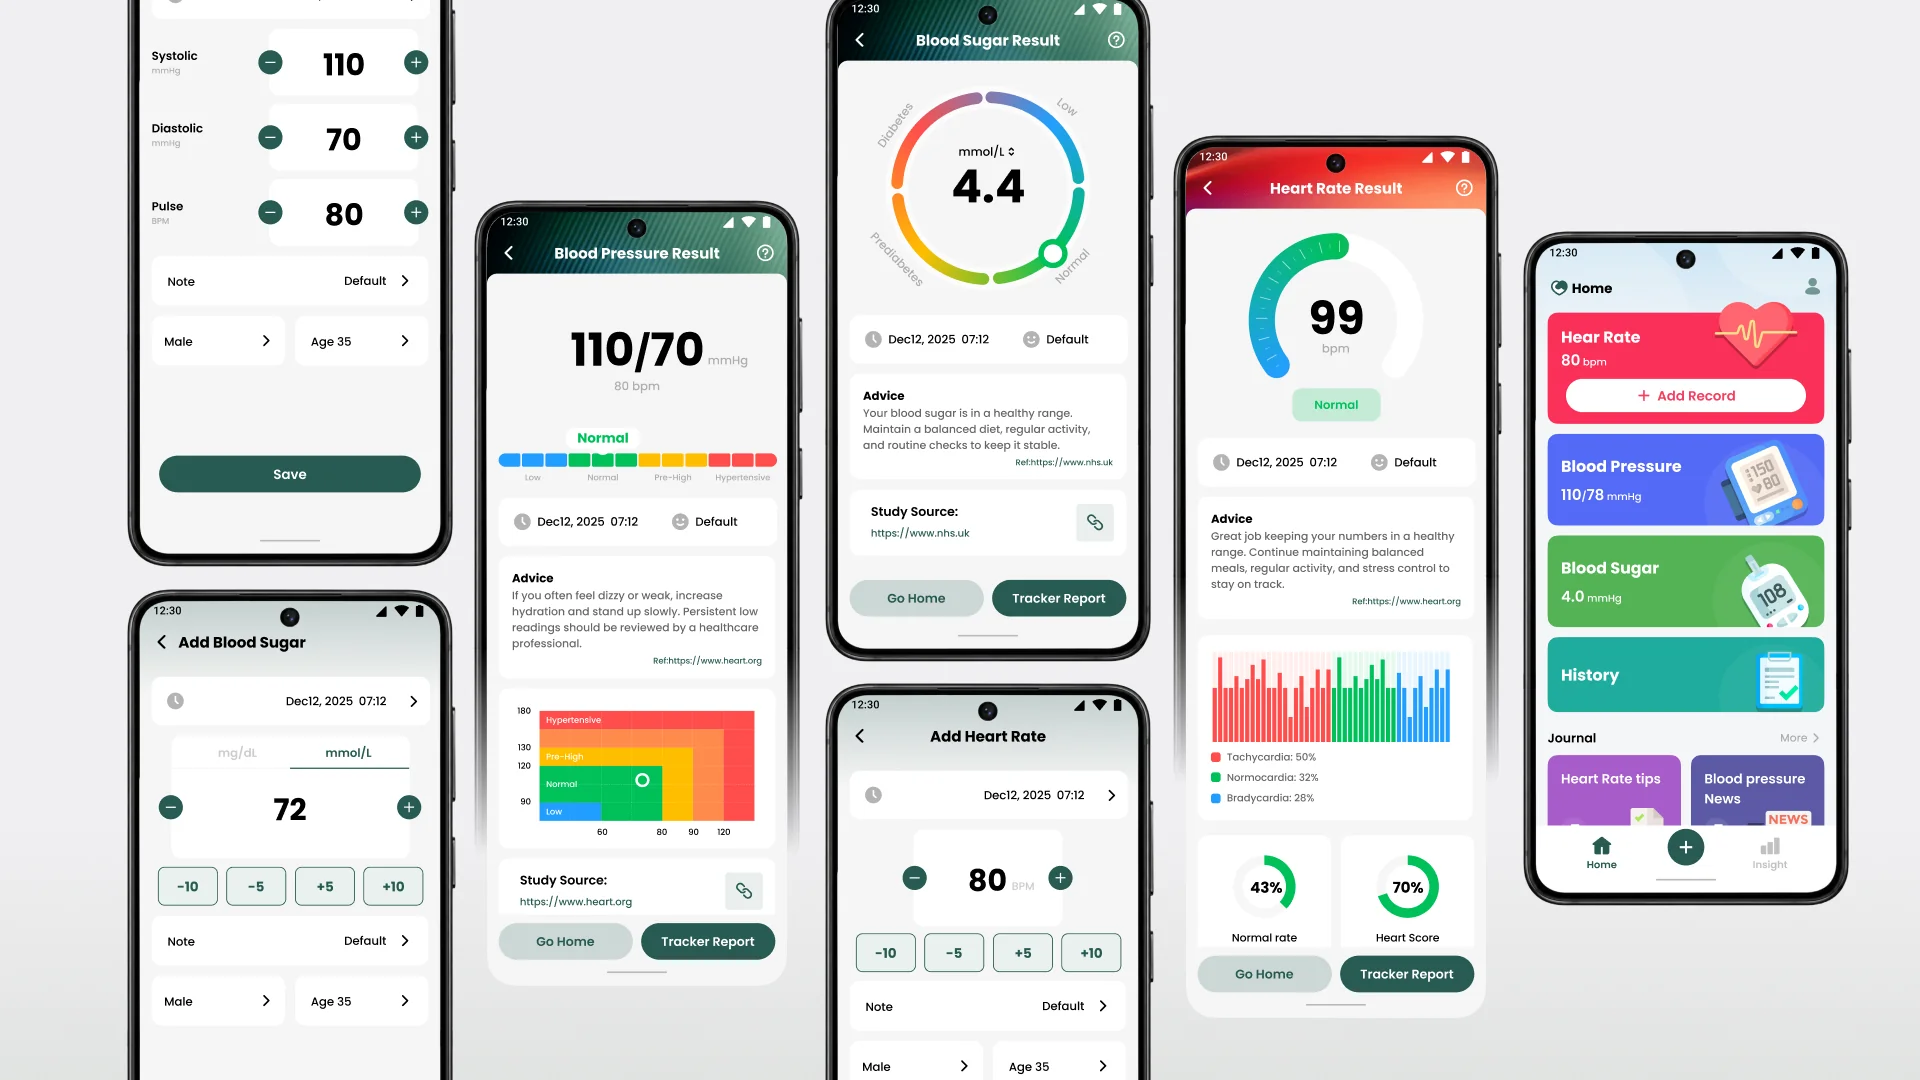 Systolic
mmHg
110
Diastolic
mmHg
70
Pulse
BPM
80
Note
Default
Male
Age 35
Save
12:30
Add Blood Sugar
Dec12, 2025 07:12
mg/dL
mmol/L
72
-10
-5
+5
+10
Note
Default
Male
Age 35
12:30
Blood Pressure Result
110/70 mmHg
80 bpm
Normal
Low
Normal
Pre-High
Hypertensive
Dec12, 2025 07:12
Default
Advice
If you often feel dizzy or weak, increase
hydration and stand up slowly. Persistent low
readings should be reviewed by a healthcare
professional.
Ref:https://www.heart.org
180
130
120
90
Hypertensive
Pre-High
Normal
Low
60
80
90
120
Study Source:
https://www.heart.org
Go Home
Tracker Report
12:30
Blood Sugar Result
Diabetes
Low
Prediabetes
Normal
mmol/L
4.4
Dec12, 2025 07:12
Default
Advice
Your blood sugar is in a healthy range.
Maintain a balanced diet, regular activity,
and routine checks to keep it stable.
Ref:https://www.nhs.uk
Study Source:
https://www.nhs.uk
Go Home
Tracker Report
12:30
Add Heart Rate
Dec12, 2025 07:12
80 BPM
-10
-5
+5
+10
Note
Default
Male
Age 35
12:30
Heart Rate Result
99
bpm
Normal
Dec12, 2025 07:12
Default
Advice
Great job keeping your numbers in a healthy
range. Continue maintaining balanced
meals, regular activity, and stress control to
stay on track.
Ref:https://www.heart.org
Tachycardia: 50%
Normocardia: 32%
Bradycardia: 28%
43%
Normal rate
70%
Heart Score
Go Home
Tracker Report
12:30
Home
Hear Rate
80 bpm
+ Add Record
Blood Pressure
110/78 mmHg
150
80
Blood Sugar
4.0 mmHg
108
History
Journal
More
Heart Rate tips
Blood pressure
News
NEWS
Home
Insight